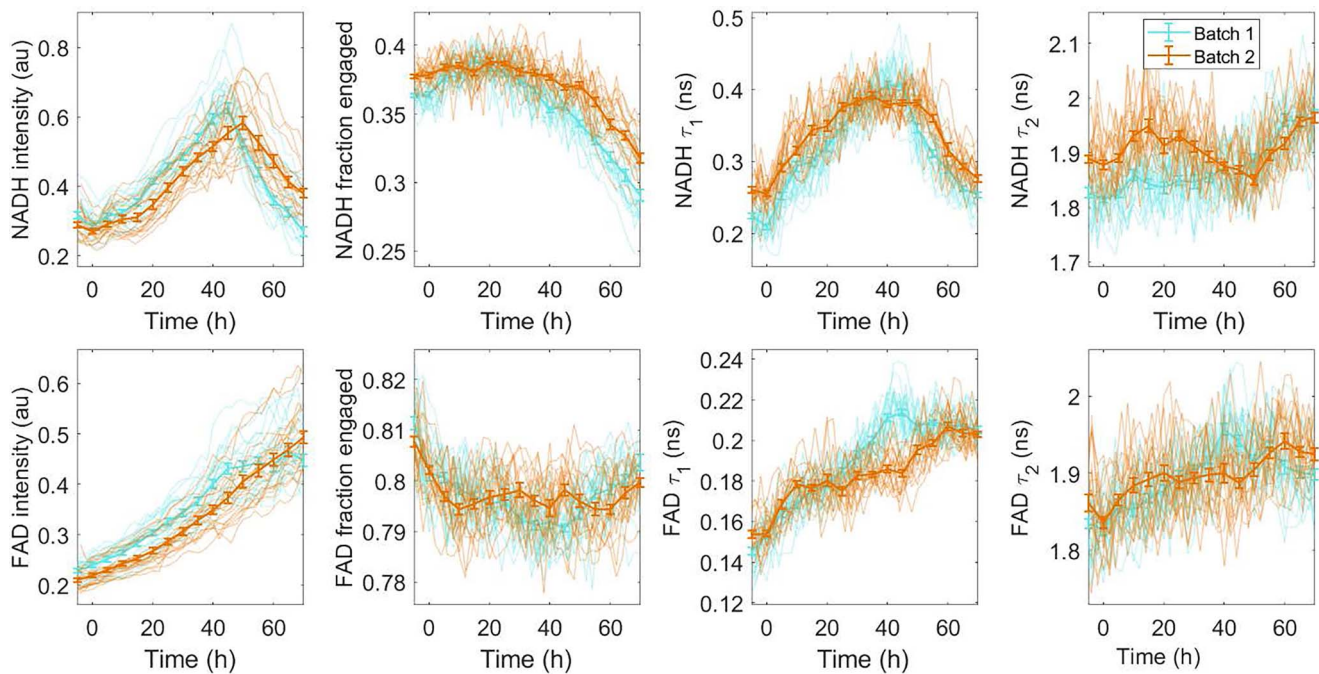 NADH intensity (au)
0.8
0.6
0.4
0.2
0 20 40 60
Time (h)
NADH fraction engaged
0.4
0.35
0.3
0.25
0 20 40 60
Time (h)
NADH τ1 (ns)
0.5
0.4
0.3
0.2
0 20 40 60
Time (h)
NADH τ2 (ns)
2.1
2
1.9
1.8
1.7
0 20 40 60
Time (h)
Batch 1
Batch 2
FAD intensity (au)
0.6
0.5
0.4
0.3
0.2
0 20 40 60
Time (h)
FAD fraction engaged
0.82
0.81
0.8
0.79
0.78
0 20 40 60
Time (h)
FAD τ1 (ns)
0.24
0.22
0.2
0.18
0.16
0.14
0.12
0 20 40 60
Time (h)
FAD τ2 (ns)
2
1.9
1.8
0 20 40 60
Time (h)